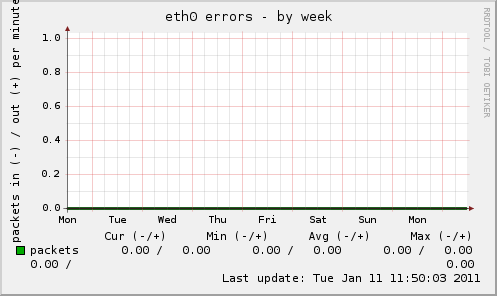 eth0 errors - by week
RRDTOOL / TOBI OETIKER
packets in (-) / out (+) per minute
1.0
0.8
0.6
0.4
0.2
0.0
Mon Tue Wed Thu Fri Sat Sun Mon
Cur (-/+) Min (-/+) Avg (-/+) Max (-/+)
packets 0.00 / 0.00 0.00 / 0.00 0.00 / 0.00
0.00 / 0.00
Last update: Tue Jan 11 11:50:03 2011